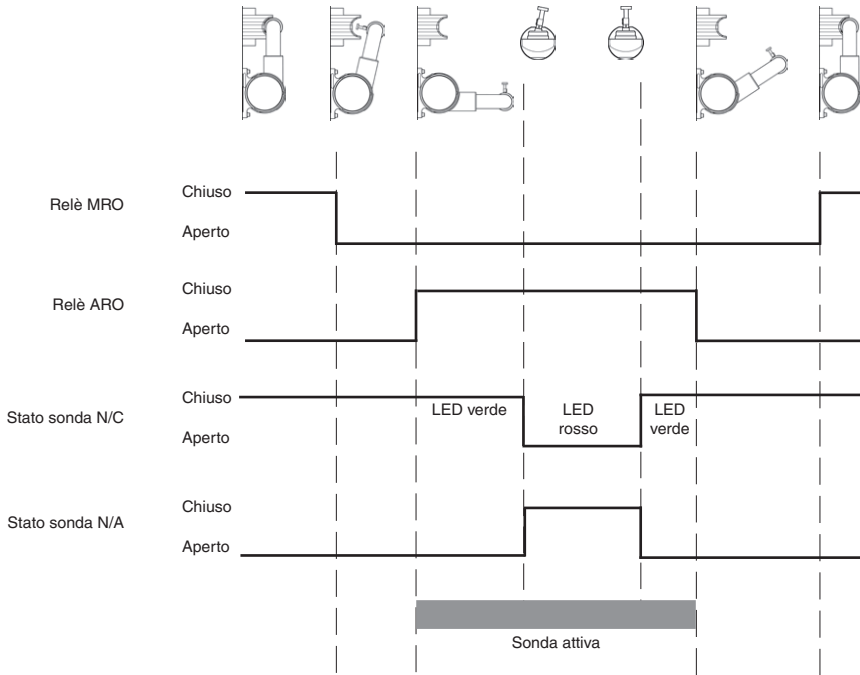 Relè MRO
Chiuso
Aperto
Relè ARO
Chiuso
Aperto
Stato sonda N/C
Chiuso
Aperto
LED verde
LED
rosso
LED
verde
Stato sonda N/A
Chiuso
Aperto
Sonda attiva